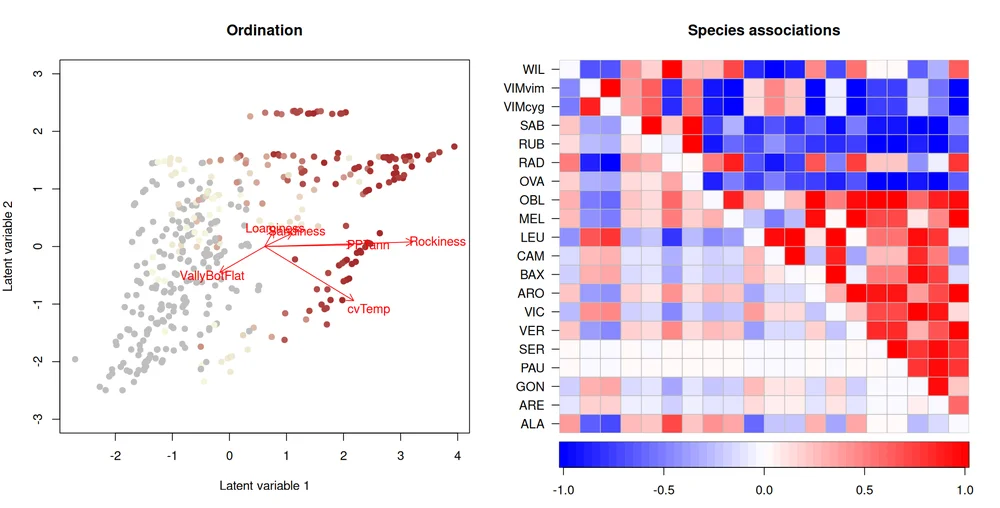 Ordination
3
2
1
0
-1
-2
-3
Latent variable 2
Loaminess
PPTann
Rockiness
VallyBotFlat
cvTemp
-2
-1
0
1
2
3
4
Latent variable 1
Species associations
WIL
VIMvim
VIMcyg
SAB
RUB
RAD
OVA
OBL
MEL
LEU
CAM
BAX
ARO
VIC
VER
SER
PAU
GON
ARE
ALA
-1.0
-0.5
0.0
0.5
1.0